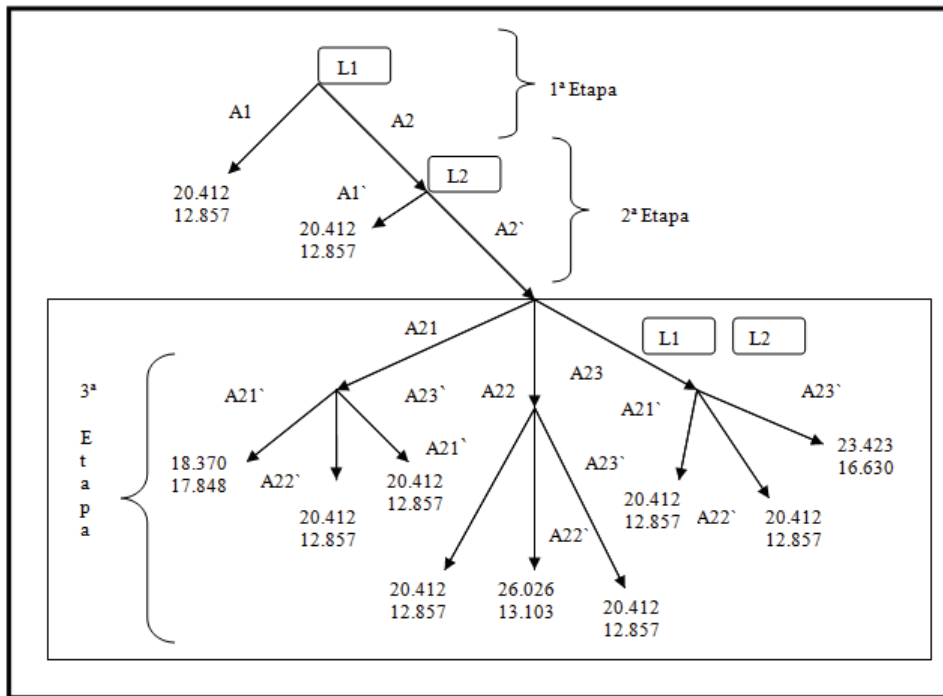 L1
1ª Etapa
A1
A2
20.412
12.857
A1`
L2
20.412
12.857
A2`
2ª Etapa
A21
L1
L2
3ª
E
t
a
p
a
A21`
A23`
A22
A23
A21`
A23`
18.370
17.848
A22`
20.412
12.857
A21`
20.412
12.857
A23`
20.412
12.857
A22`
20.412
12.857
23.423
16.630
A22`
20.412
12.857
26.026
13.103
20.412
12.857